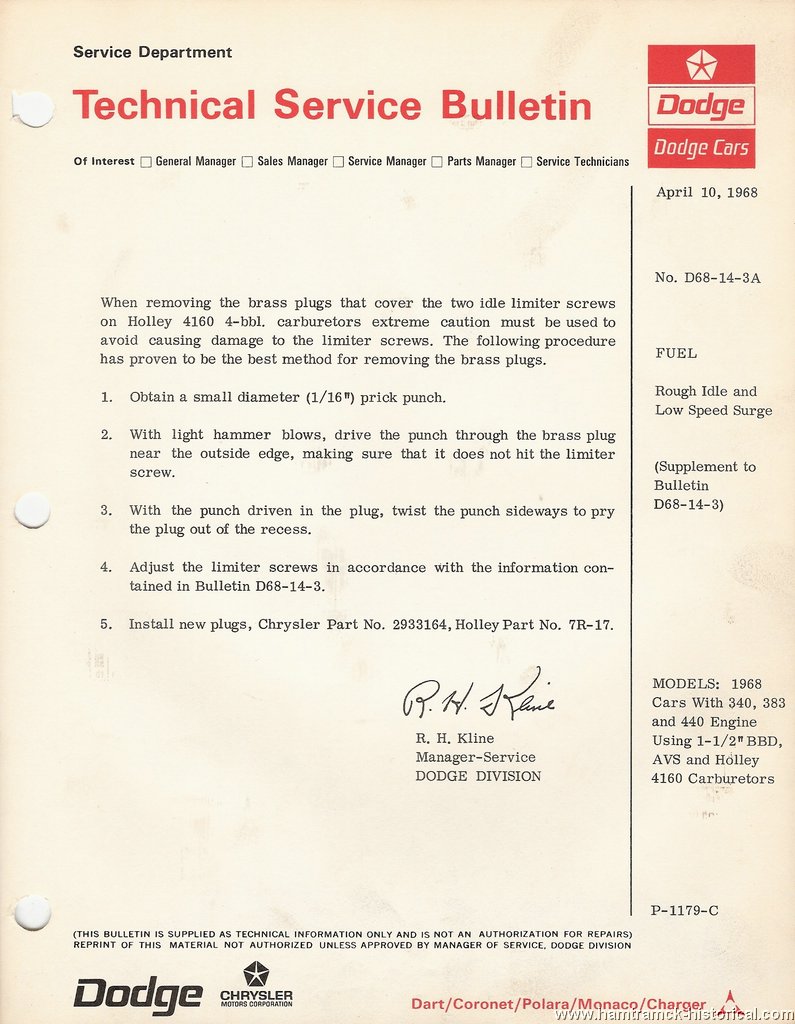 Service Department
Technical Service Bulletin
Dodge
Dodge Cars
Of Interest □ General Manager □ Sales Manager □ Service Manager □ Parts Manager □ Service Technicians
April 10, 1968
No. D68-14-3A
FUEL
Rough Idle and
Low Speed Surge
(Supplement to
Bulletin
D68-14-3)
When removing the brass plugs that cover the two idle limiter screws
on Holley 4160 4-bbl. carburetors extreme caution must be used to
avoid causing damage to the limiter screws. The following procedure
has proven to be the best method for removing the brass plugs.
1. Obtain a small diameter (1/16") prick punch.
2. With light hammer blows, drive the punch through the brass plug
near the outside edge, making sure that it does not hit the limiter
screw.
3. With the punch driven in the plug, twist the punch sideways to pry
the plug out of the recess.
4. Adjust the limiter screws in accordance with the information con-
tained in Bulletin D68-14-3.
5. Install new plugs, Chrysler Part No. 2933164, Holley Part No. 7R-17.
R. H. Kline
R. H. Kline
Manager-Service
DODGE DIVISION
MODELS: 1968
Cars With 340, 383
and 440 Engine
Using 1-1/2" BBD,
AVS and Holley
4160 Carburetors
P-1179-C
(THIS BULLETIN IS SUPPLIED AS TECHNICAL INFORMATION ONLY AND IS NOT AN AUTHORIZATION FOR REPAIRS)
REPRINT OF THIS MATERIAL NOT AUTHORIZED UNLESS APPROVED BY MANAGER OF SERVICE, DODGE DIVISION
Dodge
CHRYSLER
MOTORS CORPORATION
Dart/Coronet/Polara/Monaco/Charger
www.hamtramck-historical.com